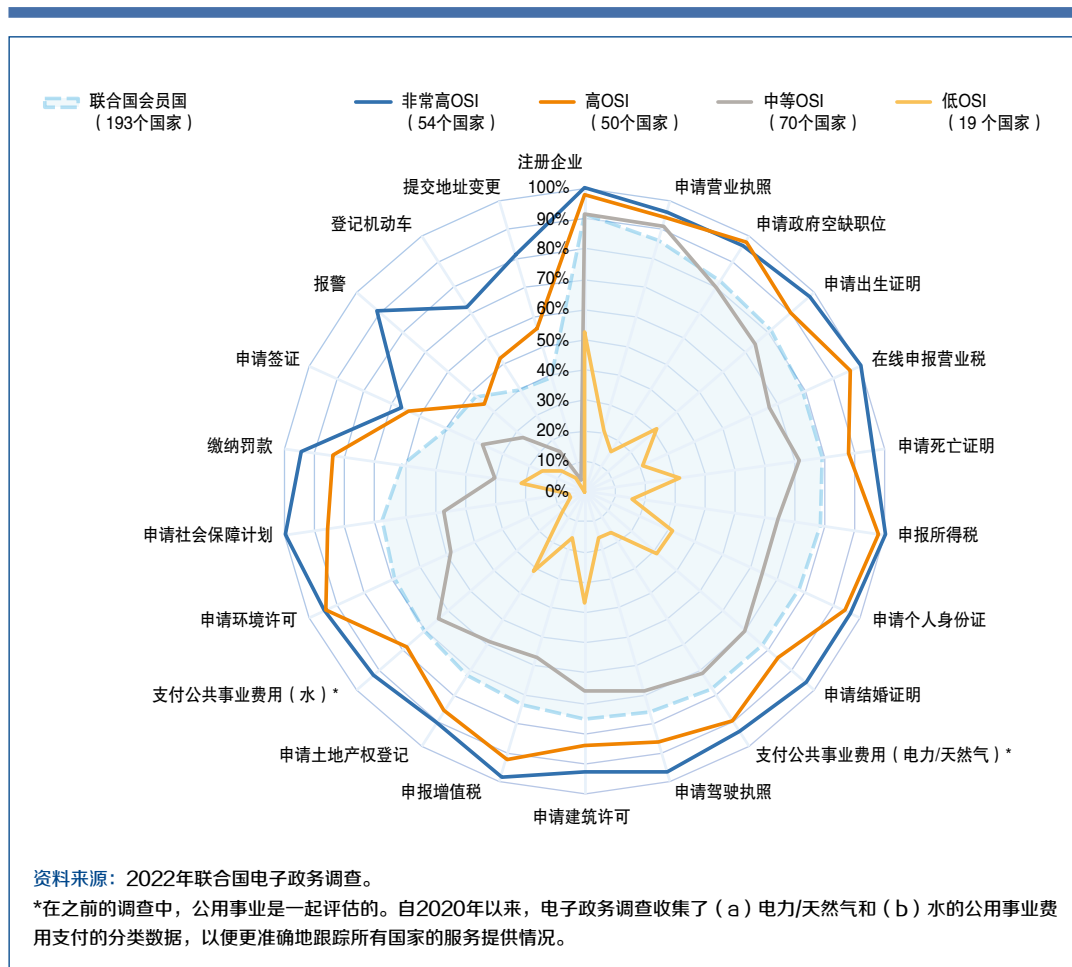 联合国会员国
（193个国家）
非常高OSI
（54个国家）
高OSI
（50个国家）
中等OSI
（70个国家）
低OSI
（19 个国家）
注册企业
申请营业执照
申请政府空缺职位
申请出生证明
在线申报营业税
申请死亡证明
申报所得税
申请个人身份证
申请结婚证明
支付公共事业费用（电力/天然气）*
申请驾驶执照
申请建筑许可
申报增值税
申请土地产权登记
支付公共事业费用（水）*
申请环境许可
申请社会保障计划
缴纳罚款
申请签证
报警
登记机动车
提交地址变更
100%
90%
80%
70%
60%
50%
40%
30%
20%
10%
0%
资料来源：2022年联合国电子政务调查。
*在之前的调查中，公用事业是一起评估的。自2020年以来，电子政务调查收集了（a）电力/天然气和（b）水的公用事业费
用支付的分类数据，以便更准确地跟踪所有国家的服务提供情况。